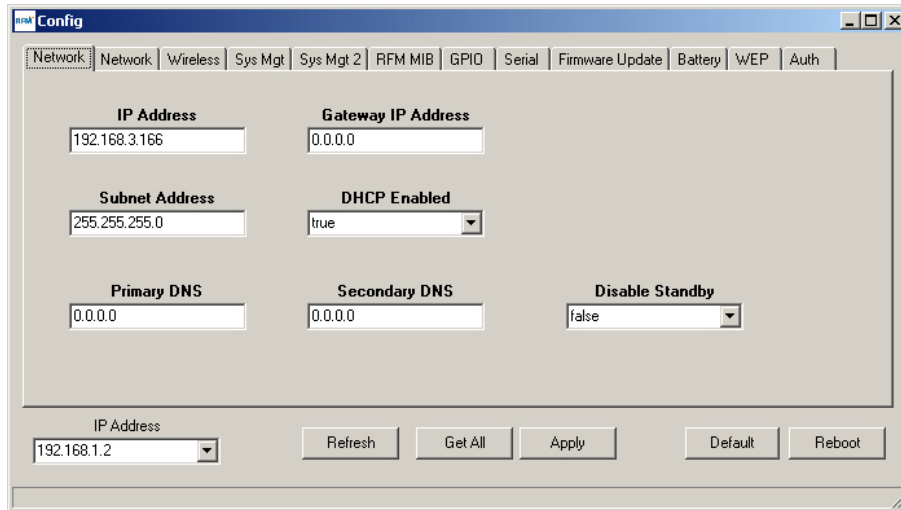 RFM Config
Network Network Wireless Sys Mgt Sys Mgt 2 RFM MIB GPIO Serial Firmware Update Battery WEP Auth
IP Address Gateway IP Address
192.168.3.166 0.0.0.0
Subnet Address DHCP Enabled
255.255.255.0 true
Primary DNS Secondary DNS Disable Standby
0.0.0.0 0.0.0.0 false
IP Address
192.168.1.2 Refresh Get All Apply Default Reboot